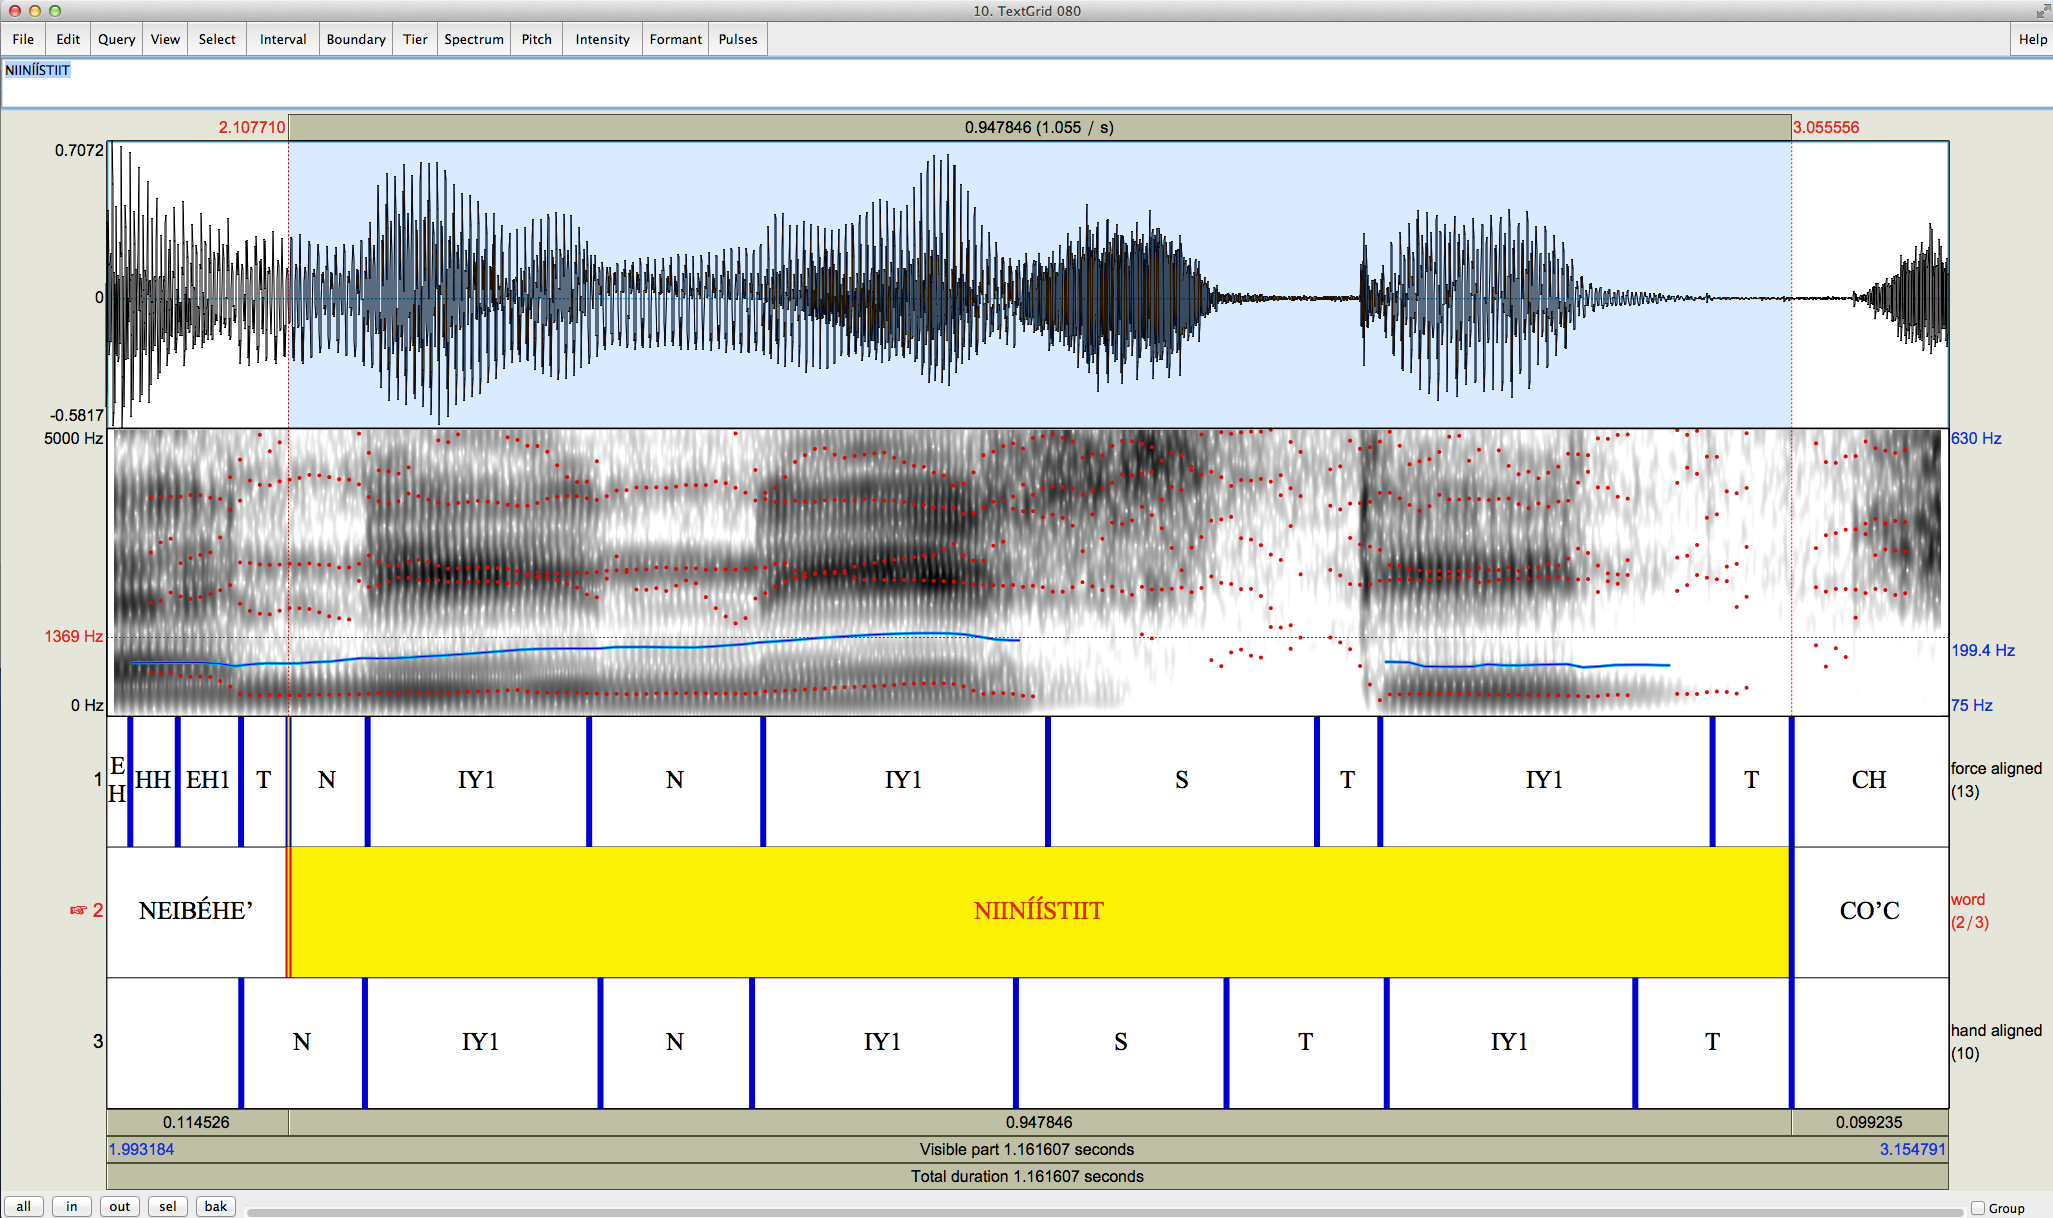 10. TextGrid 080
File Edit Query View Select Interval Boundary Tier Spectrum Pitch Intensity Formant Pulses Help
NIINÍÍSTIIT
2.107710 0.947846 (1.055 / s) 3.055556
0.7072
0
-0.5817
5000 Hz 630 Hz
1369 Hz 199.4 Hz
0 Hz 75 Hz
1 EH HH EH1 T N IY1 N IY1 S T IY1 T CH force aligned (13)
☞ 2 NEIBÉHE’ NIINÍÍSTIIT CO’C word (2/3)
3 N IY1 N IY1 S T IY1 T hand aligned (10)
0.114526 0.947846 0.099235
1.993184 Visible part 1.161607 seconds 3.154791
Total duration 1.161607 seconds
all in out sel bak Group